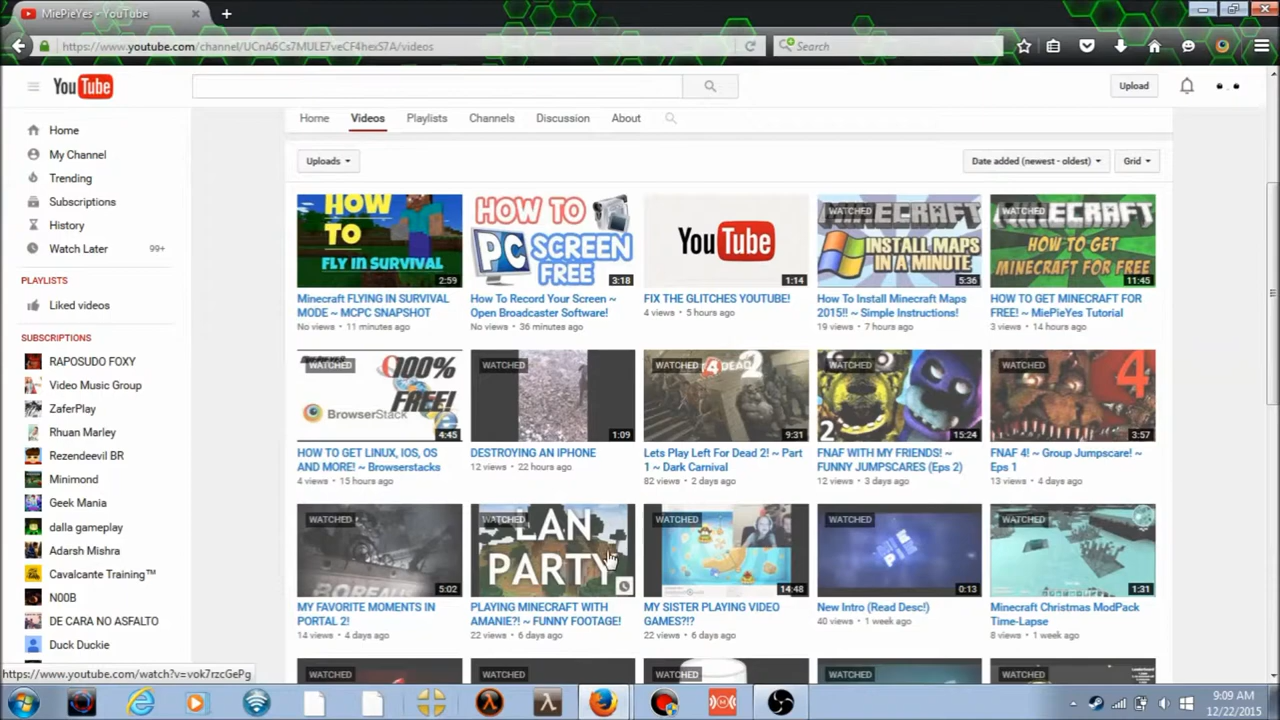 MiePieYes - YouTube
https://www.youtube.com/channel/UCnA6Cs7MULE7veCF4hexS7A/videos
Search
YouTube
Upload
Home
My Channel
Trending
Subscriptions
History
Watch Later 99+
PLAYLISTS
Liked videos
SUBSCRIPTIONS
RAPOSUDO FOXY
Video Music Group
ZaferPlay
Rhuan Marley
Rezendeevil BR
Minimond
Geek Mania
dalla gameplay
Adarsh Mishra
Cavalcante Training™
N00B
DE CARA NO ASFALTO
Duck Duckie
Home Videos Playlists Channels Discussion About
Uploads
Date added (newest - oldest)
Grid
HOW
TO
FLY IN SURVIVAL
2:59
Minecraft FLYING IN SURVIVAL
MODE ~ MCPC SNAPSHOT
No views • 11 minutes ago
HOW TO
PC SCREEN
FREE
3:18
How To Record Your Screen ~
Open Broadcaster Software!
No views • 36 minutes ago
YouTube
1:14
FIX THE GLITCHES YOUTUBE!
4 views • 5 hours ago
WATCHED
MINECRAFT
INSTALL MAPS
IN A MINUTE
5:36
How To Install Minecraft Maps
2015!! ~ Simple Instructions!
19 views • 7 hours ago
WATCHED
MINECRAFT
HOW TO GET
MINECRAFT FOR FREE
11:45
HOW TO GET MINECRAFT FOR
FREE! ~ MiePieYes Tutorial
3 views • 14 hours ago
WATCHED
100%
FREE!
BrowserStack
4:45
HOW TO GET LINUX, IOS, OS
AND MORE! ~ Browserstacks
4 views • 15 hours ago
WATCHED
1:09
DESTROYING AN IPHONE
12 views • 22 hours ago
WATCHED
9:31
Lets Play Left For Dead 2! ~ Part
1 ~ Dark Carnival
82 views • 2 days ago
WATCHED
2
15:24
FNAF WITH MY FRIENDS! ~
FUNNY JUMPSCARES (Eps 2)
12 views • 3 days ago
WATCHED
4
3:57
FNAF 4! ~ Group Jumpscare! ~
Eps 1
13 views • 4 days ago
WATCHED
5:02
MY FAVORITE MOMENTS IN
PORTAL 2!
14 views • 4 days ago
WATCHED
LAN
PARTY
PLAYING MINECRAFT WITH
AMANIE?! ~ FUNNY FOOTAGE!
22 views • 6 days ago
WATCHED
14:48
MY SISTER PLAYING VIDEO
GAMES?!?
22 views • 6 days ago
WATCHED
0:13
New Intro (Read Desc!)
40 views • 1 week ago
WATCHED
1:31
Minecraft Christmas ModPack
Time-Lapse
8 views • 1 week ago
WATCHED
WATCHED
WATCHED
WATCHED
WATCHED
https://www.youtube.com/watch?v=vok7rzcGePg
9:09 AM
12/22/2015